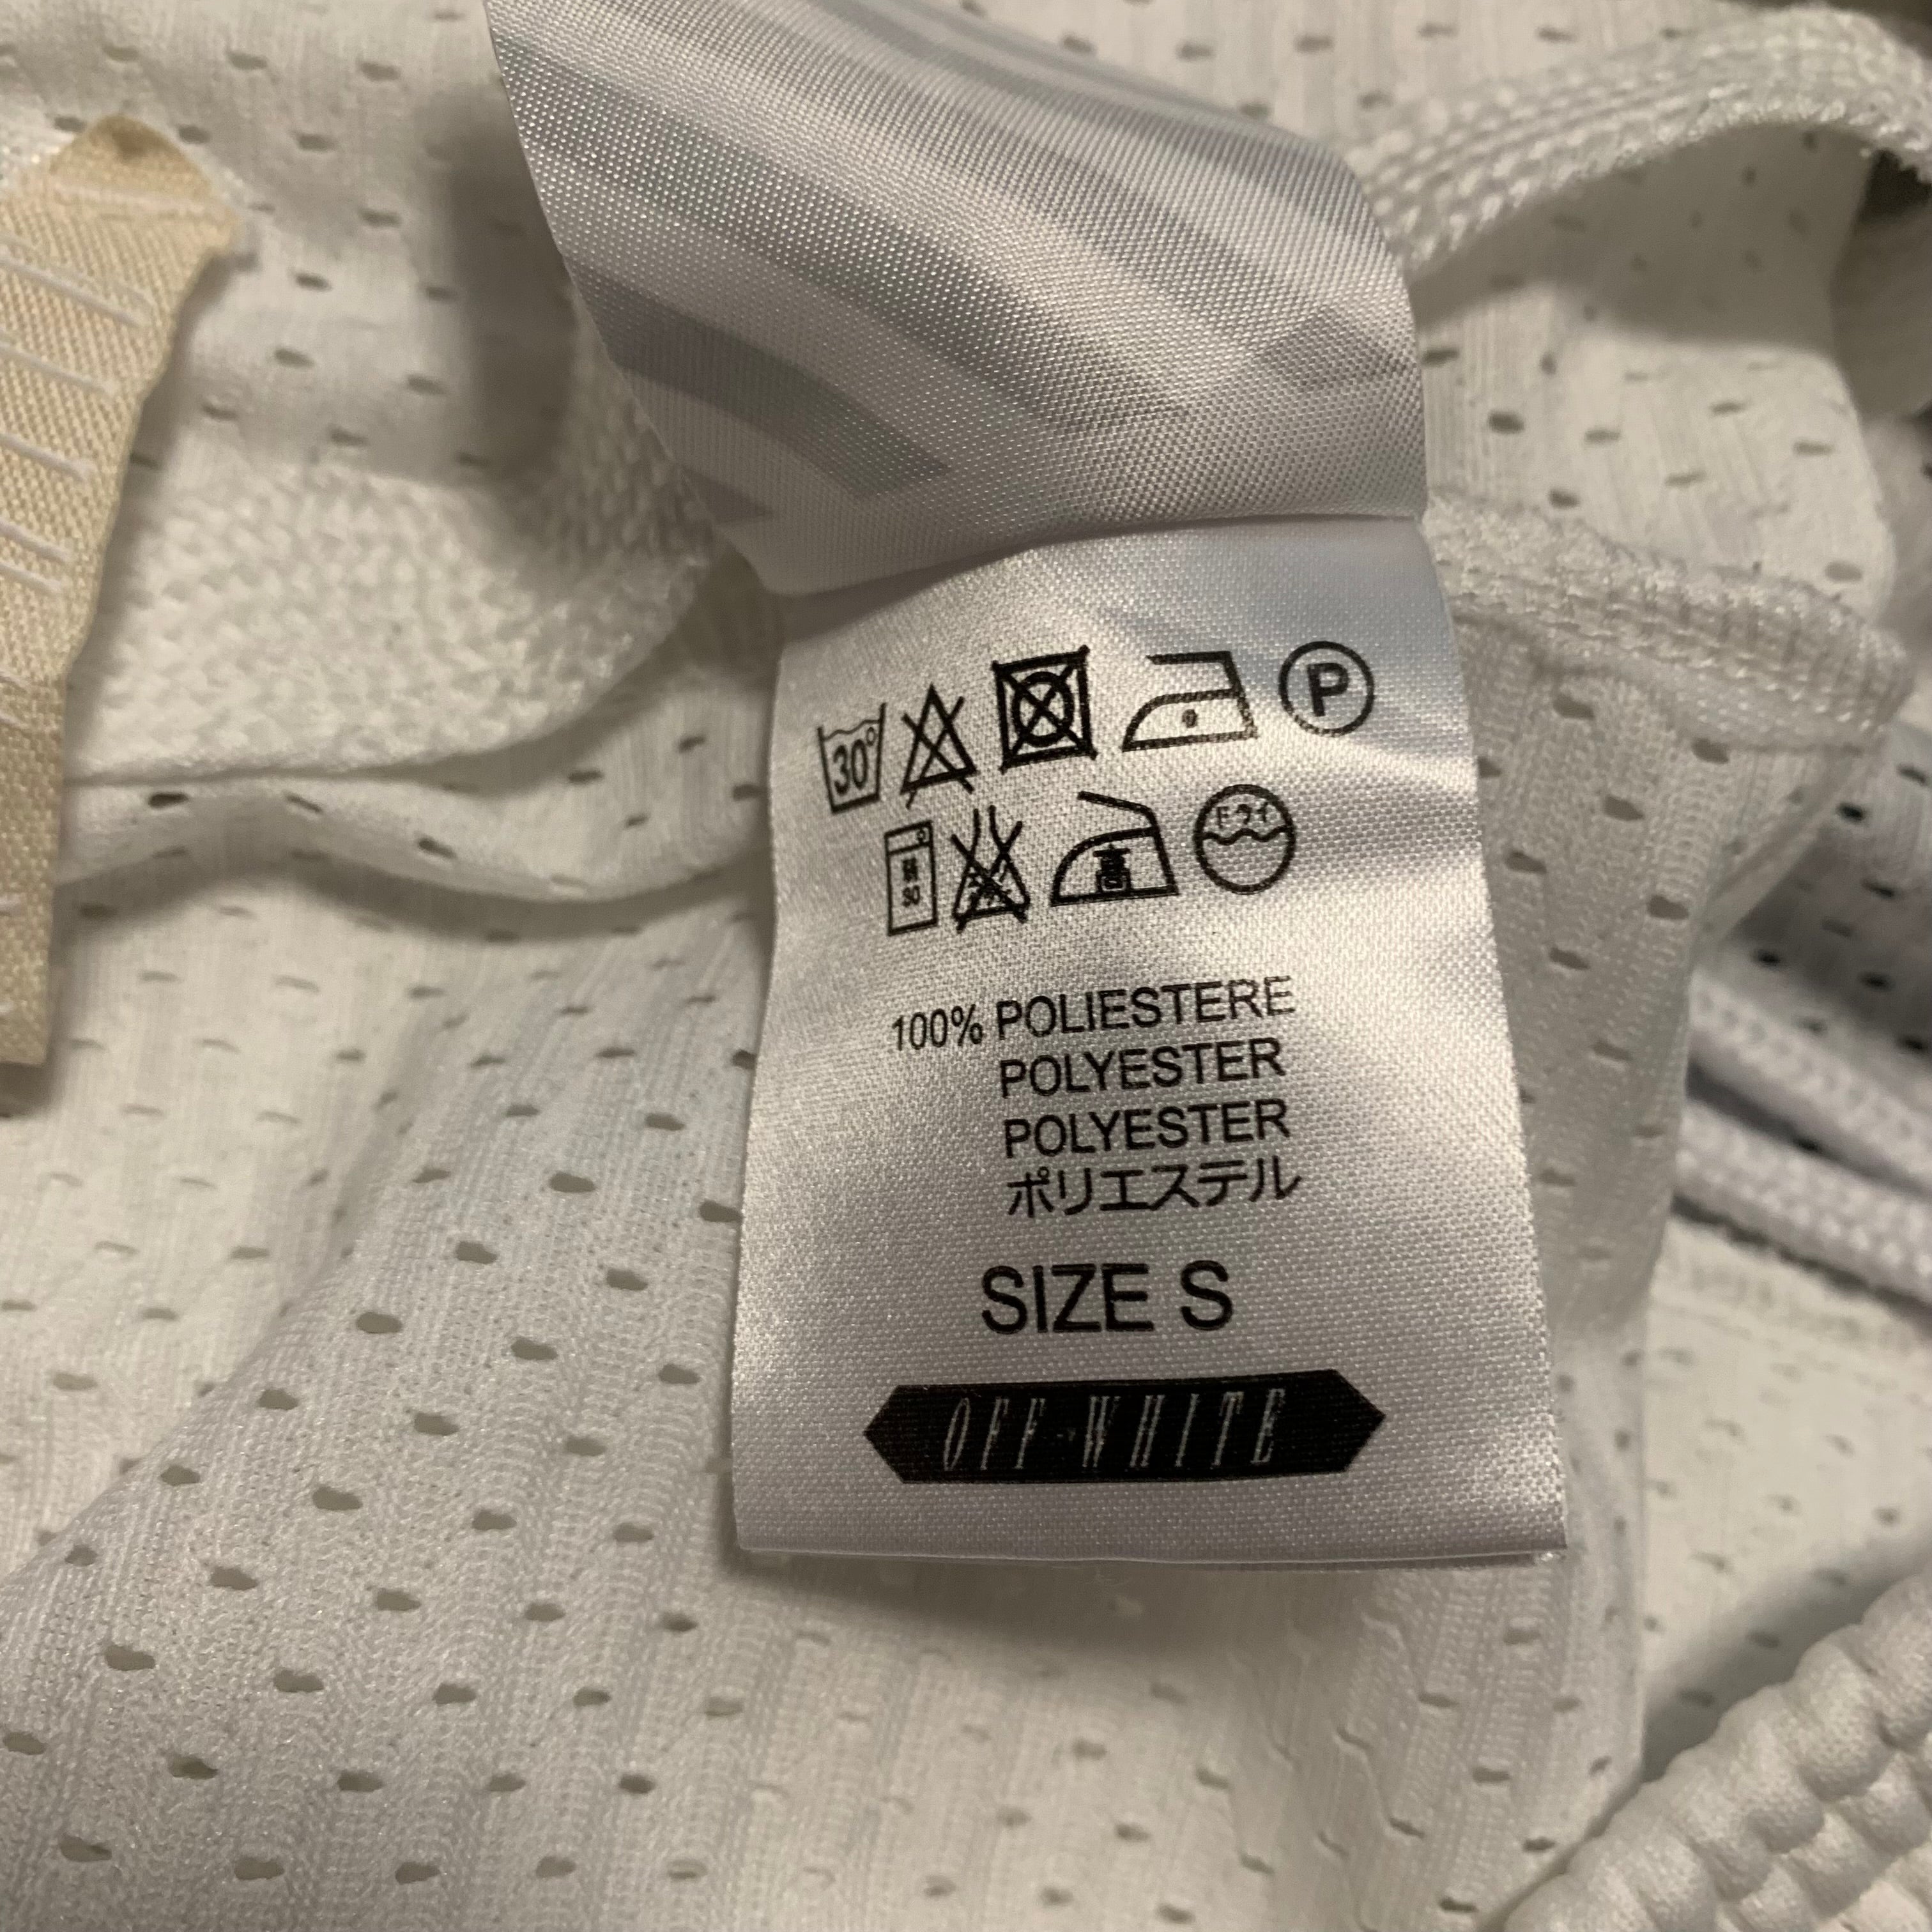 30°
P
ドライ
高
100% POLIESTERE
POLYESTER
POLYESTER
ポリエステル
SIZE S
OFF-WHITE